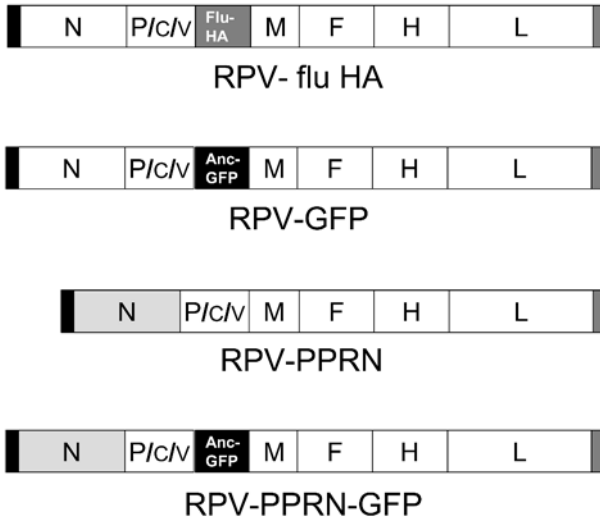 N P/C/V Flu-HA M F H L
RPV- flu HA
N P/C/V Anc-GFP M F H L
RPV-GFP
N P/C/V M F H L
RPV-PPRN
N P/C/V Anc-GFP M F H L
RPV-PPRN-GFP